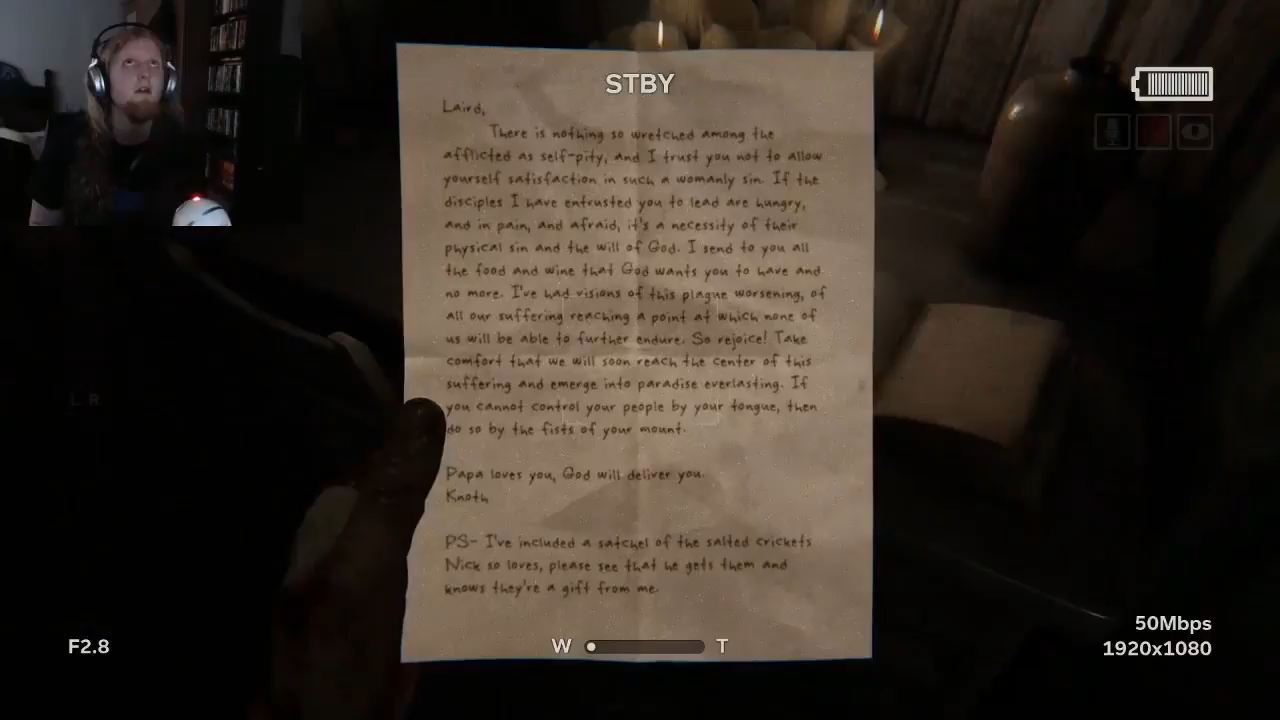 STBY
Laird,
There is nothing so wretched among the
afflicted as self-pity, and I trust you not to allow
yourself satisfaction in such a womanly sin. If the
disciples I have entrusted you to lead are hungry,
and in pain, and afraid, it's a necessity of their
physical sin and the will of God. I send to you all
the food and wine that God wants you to have and
no more. I've had visions of this plague worsening, of
all our suffering reaching a point at which none of
us will be able to further endure. So rejoice! Take
comfort that we will soon reach the center of this
suffering and emerge into paradise everlasting. If
you cannot control your people by your tongue, then
do so by the fists of your mount.
Papa loves you, God will deliver you.
Knoth
PS- I've included a satchel of the salted crickets
Nick so loves, please see that he gets them and
knows they're a gift from me.
L R
F2.8
W T
50Mbps
1920x1080